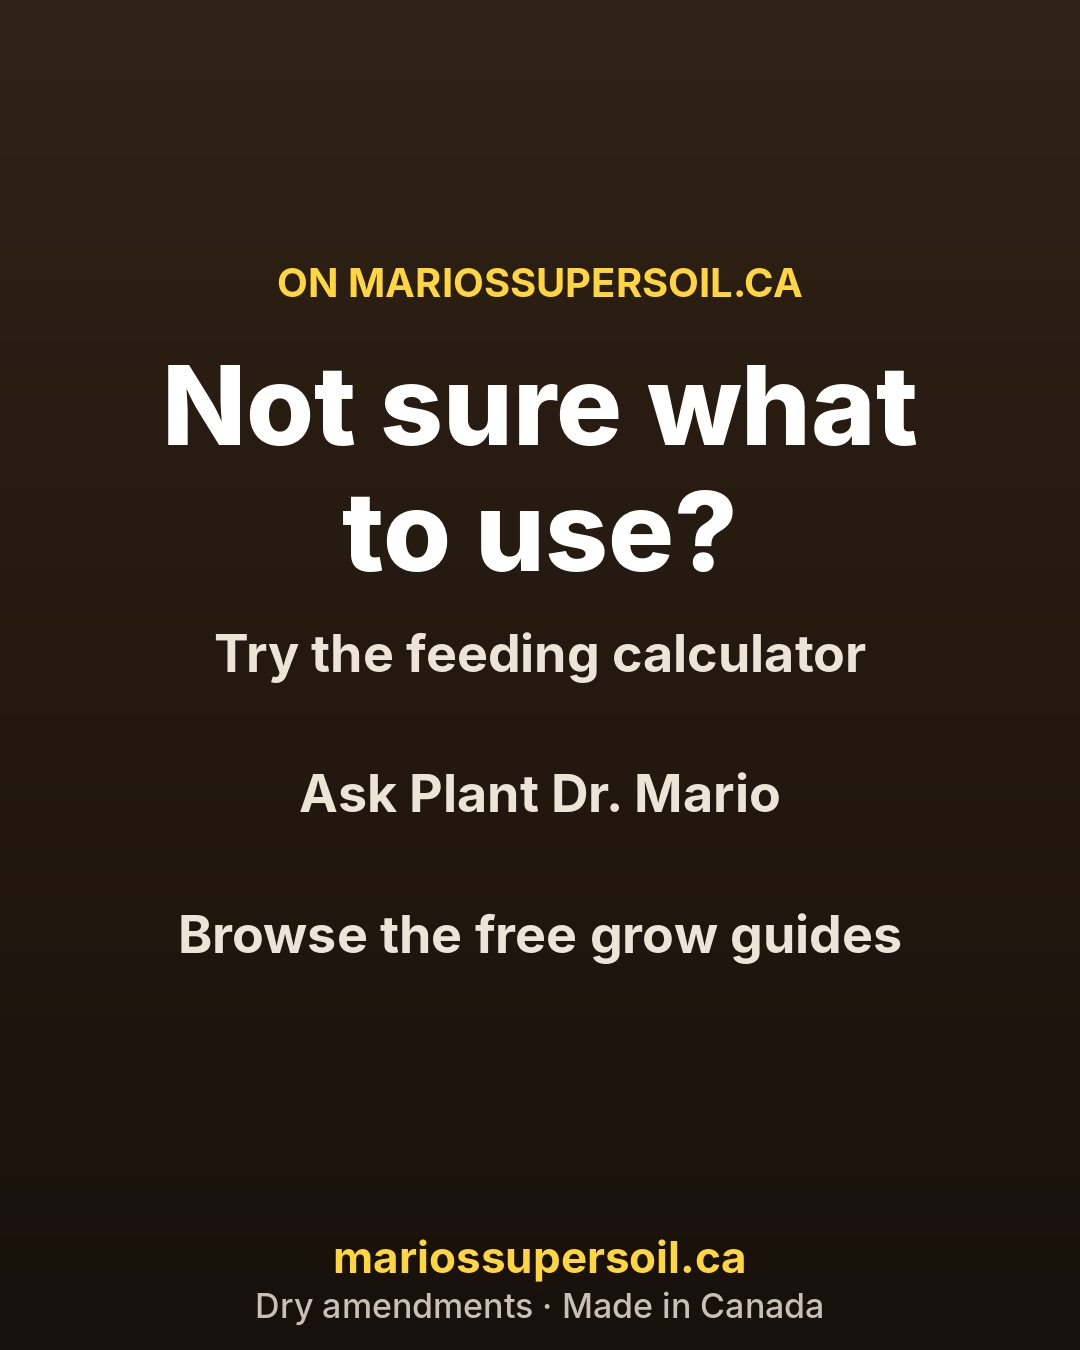 ON MARIOSSUPERSOIL.CA
Not sure what
to use?
Try the feeding calculator
Ask Plant Dr. Mario
Browse the free grow guides
mariossupersoil.ca
Dry amendments · Made in Canada